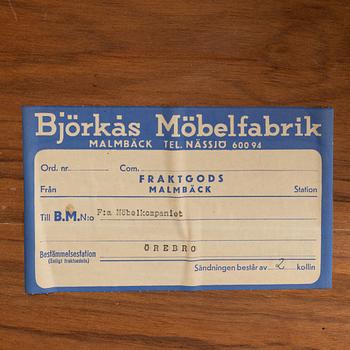 Björkås Möbelfabrik
MALMBÄCK TEL. NÄSSJÖ 600 94
Ord. nr. Com.
FRAKTGODS
Från MALMBÄCK Station
Till B.M. N:o F:a Möbelkompaniet
ÖREBRO
Bestämmelsestation
(Enligt fraktsedeln)
Sändningen består av 2 kollin